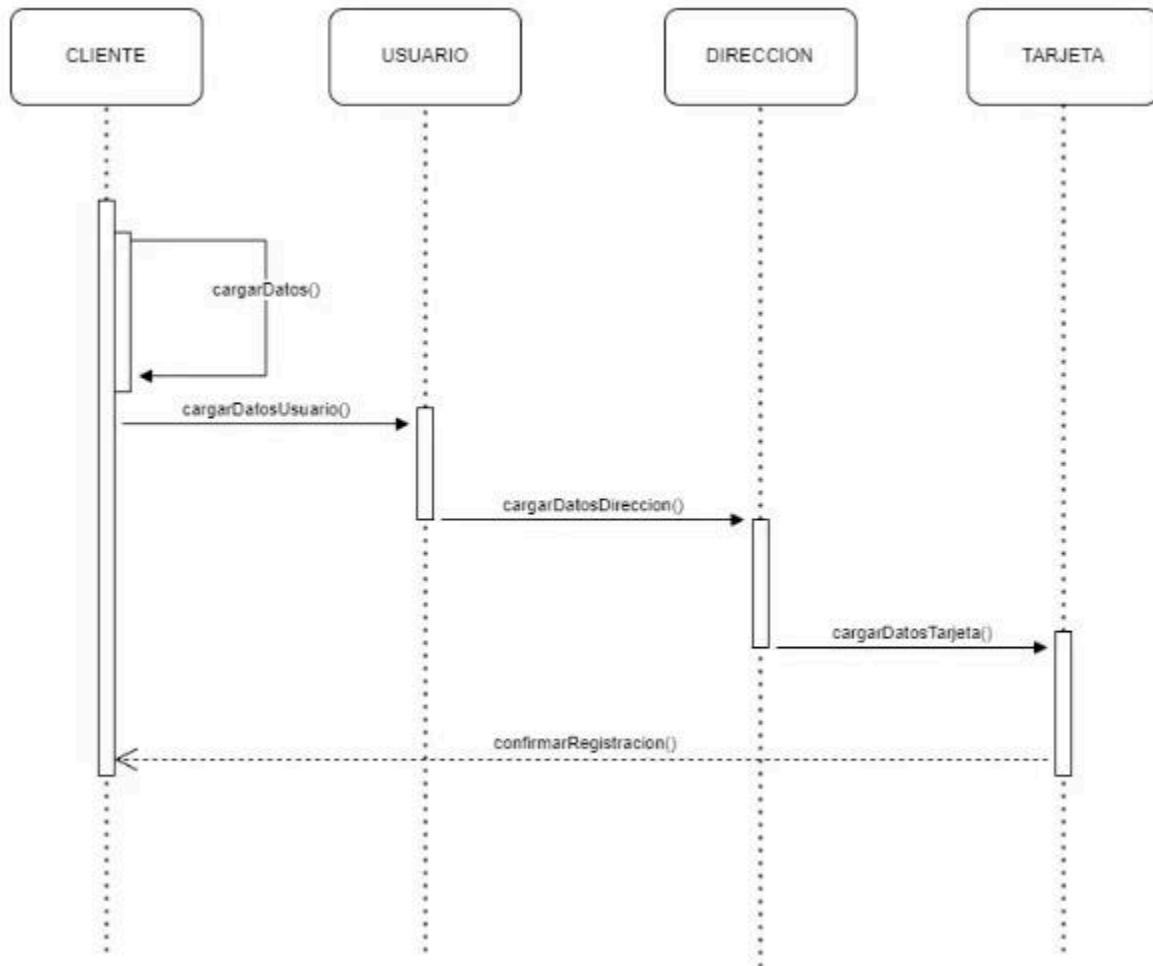 CLIENTE
USUARIO
DIRECCION
TARJETA
cargarDatos()
cargarDatosUsuario()
cargarDatosDireccion()
cargarDatosTarjeta()
confirmarRegistracion()